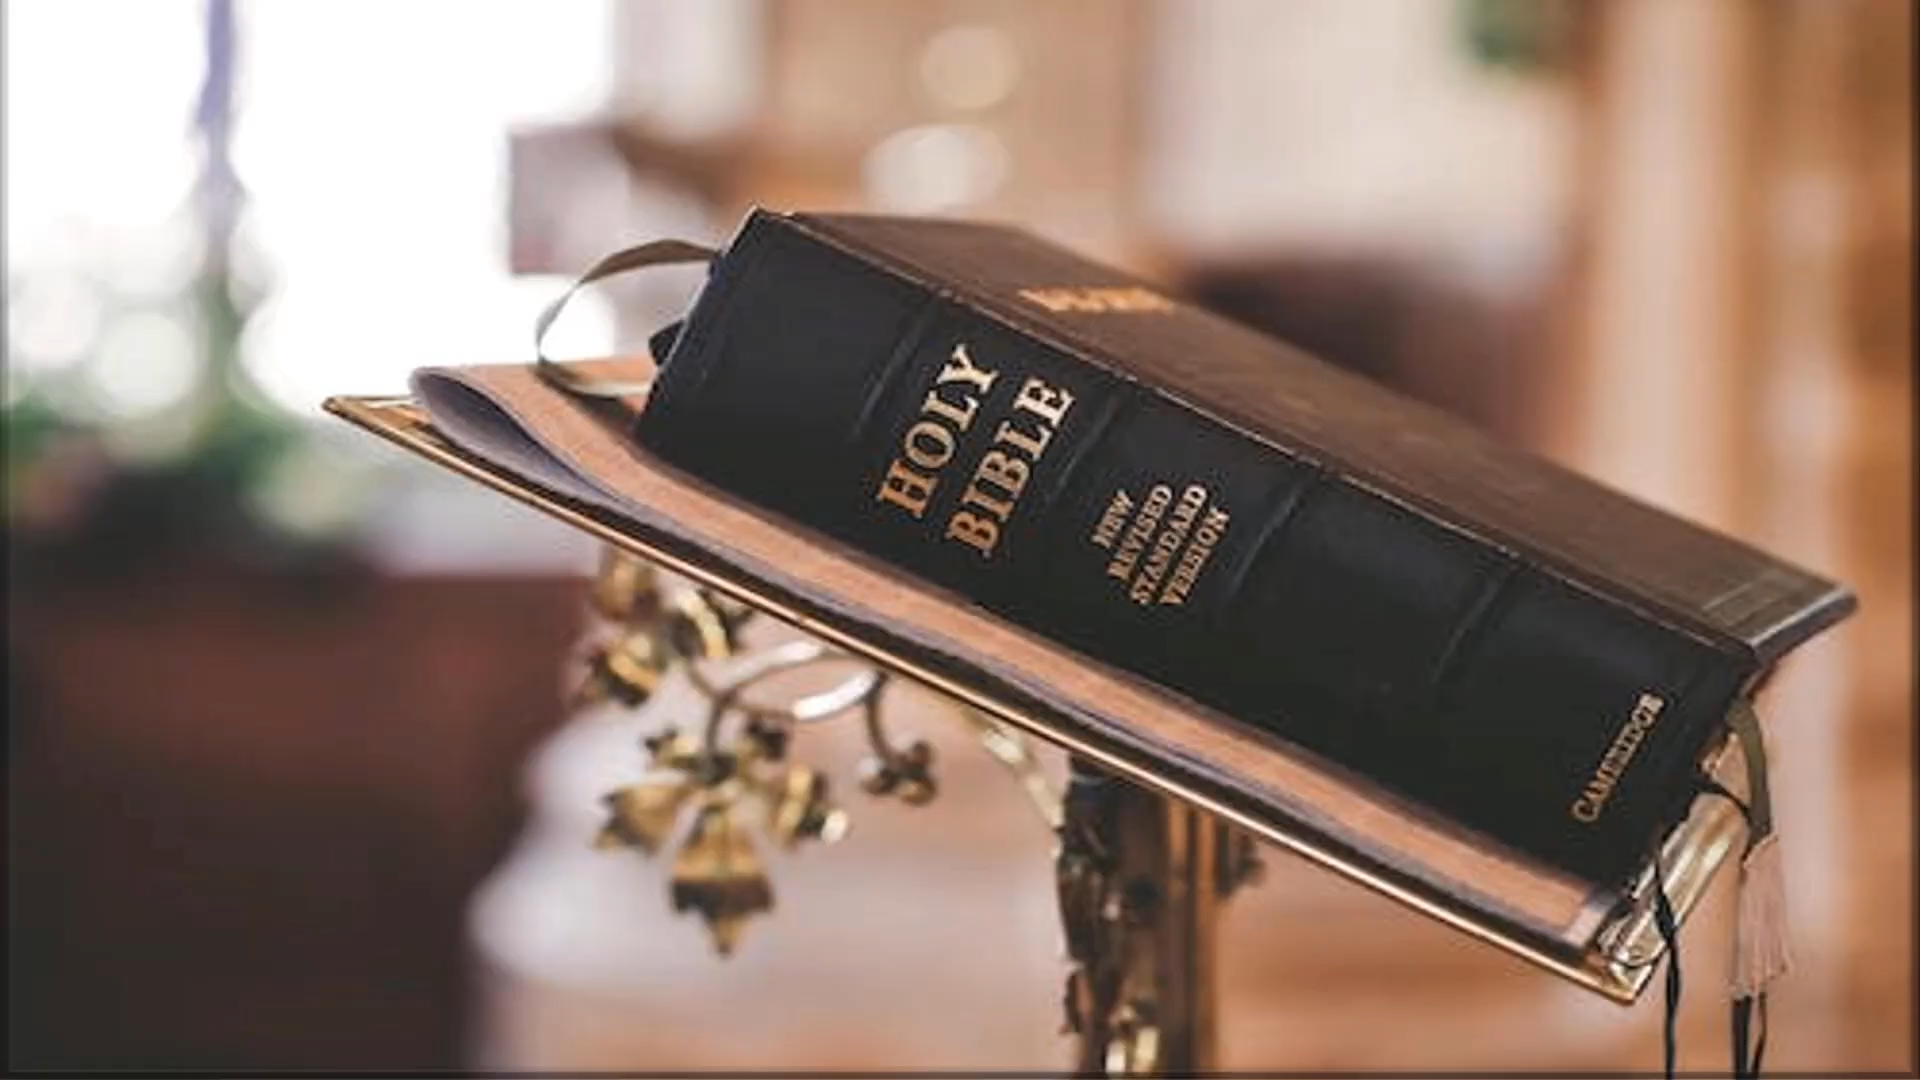 HOLY
BIBLE
NEW
REVISED
STANDARD
VERSION
CAMBRIDGE